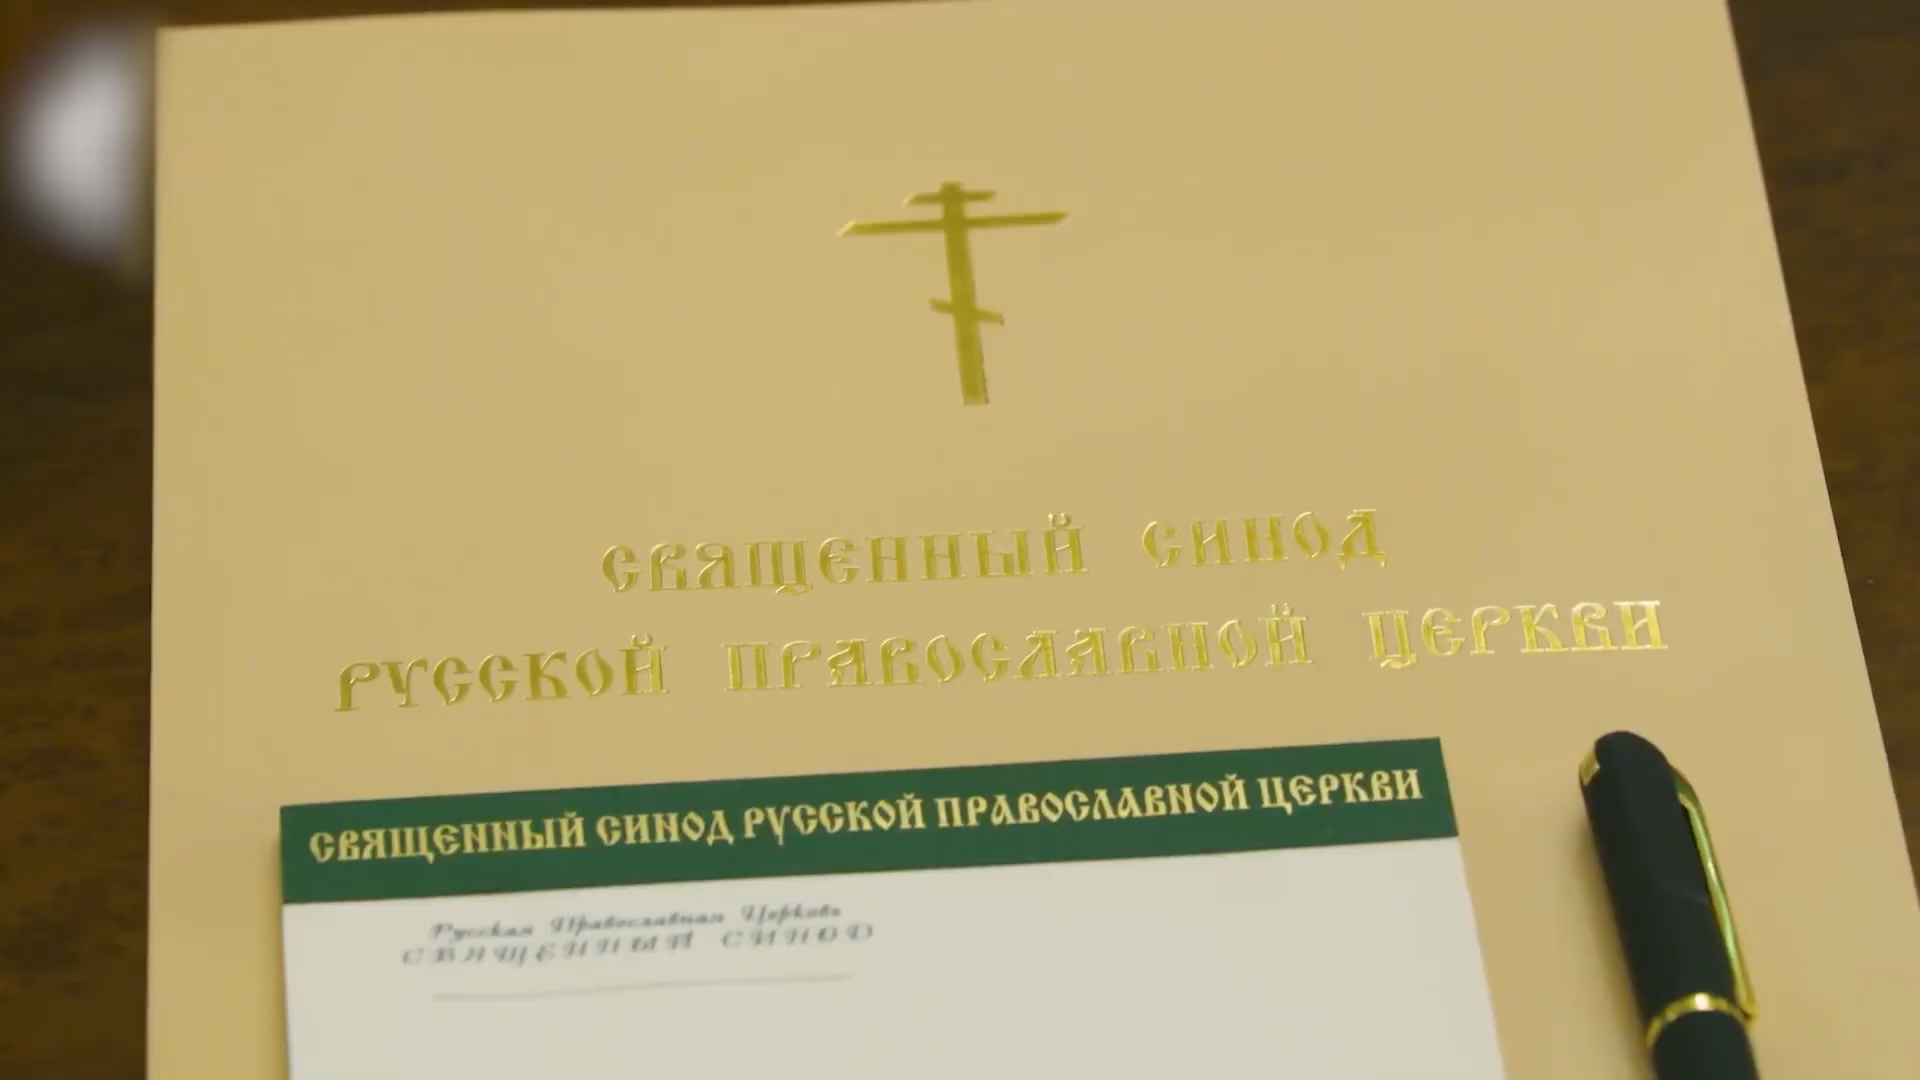 СВЯЩЕННЫЙ СИНОД
РУССКОЙ ПРАВОСЛАВНОЙ ЦЕРКВИ
СВЯЩЕННЫЙ СИНОД РУССКОЙ ПРАВОСЛАВНОЙ ЦЕРКВИ
Русская Православная Церковь
СВЯЩЕННЫЙ СИНОД